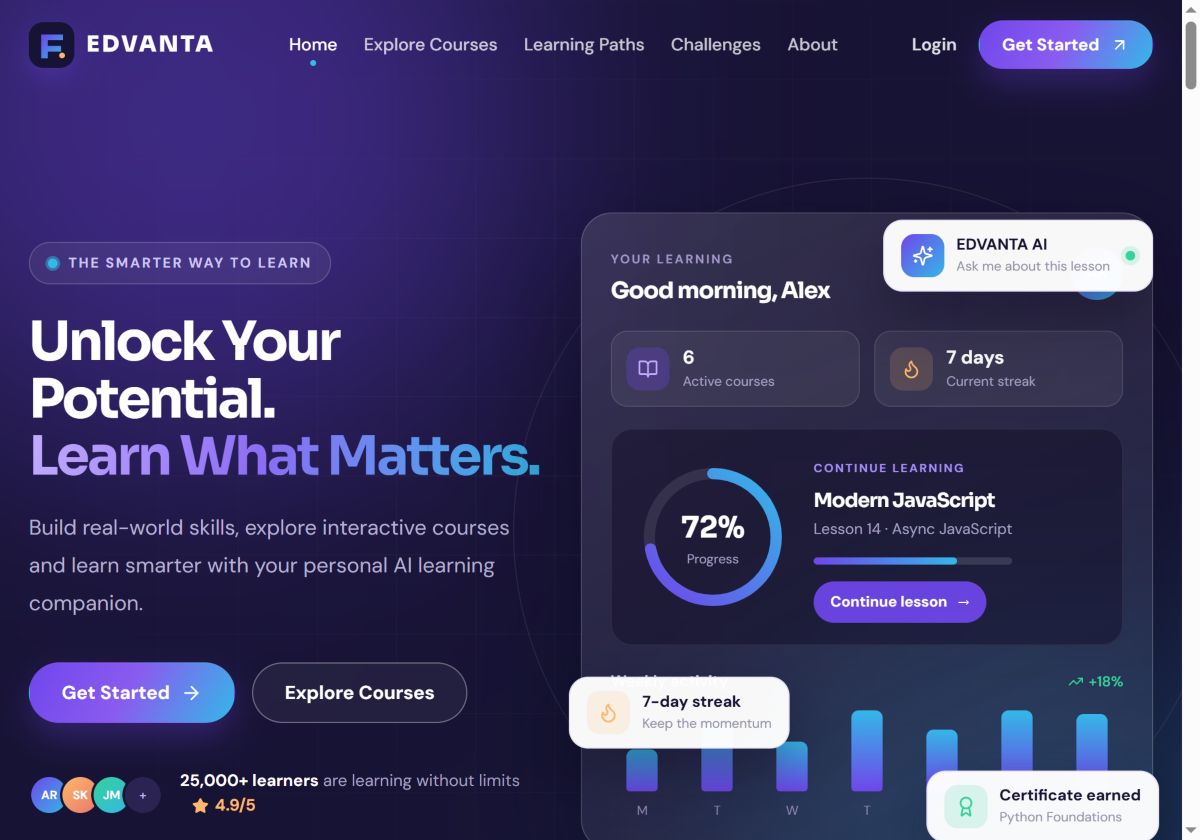 EDVANTA
Home
Explore Courses
Learning Paths
Challenges
About
Login
Get Started
THE SMARTER WAY TO LEARN
Unlock Your
Potential.
Learn What Matters.
Build real-world skills, explore interactive courses
and learn smarter with your personal AI learning
companion.
Get Started →
Explore Courses
AR SK JM +
25,000+ learners are learning without limits
4.9/5
YOUR LEARNING
Good morning, Alex
EDVANTA AI
Ask me about this lesson
6
Active courses
7 days
Current streak
72%
Progress
CONTINUE LEARNING
Modern JavaScript
Lesson 14 · Async JavaScript
Continue lesson →
Weekly activity
+18%
7-day streak
Keep the momentum
M T W T
Certificate earned
Python Foundations